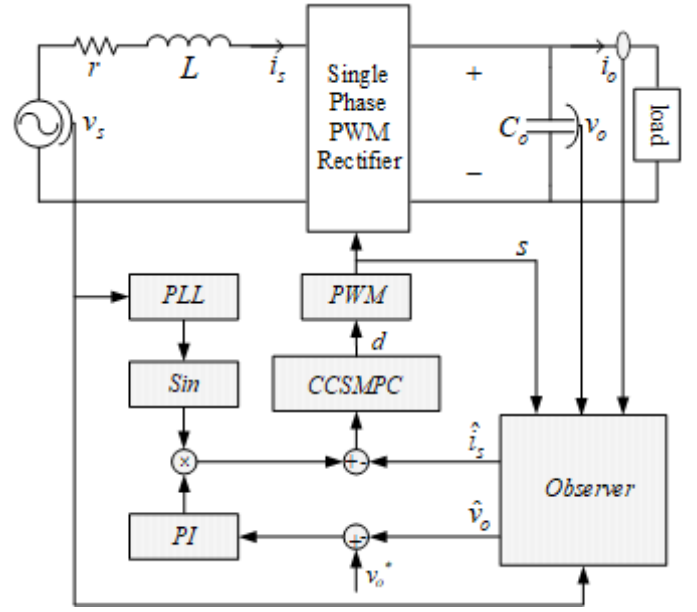 r
L
i_s
Single
Phase
PWM
Rectifier
+
−
i_o
v_s
C_o
v_o
load
s
PLL
PWM
d
Sin
CCSMPC
×
+-
î_s
Observer
PI
+-
v̂_o
v_o*